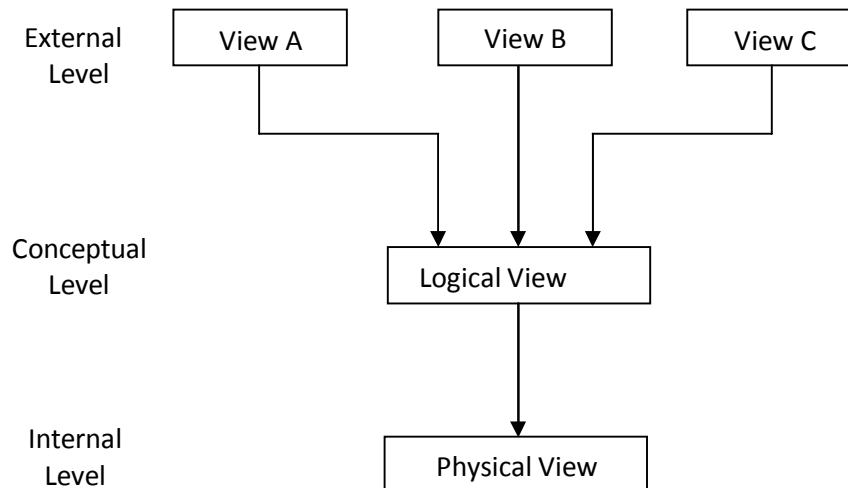 External
Level
View A
View B
View C
Conceptual
Level
Logical View
Internal
Level
Physical View